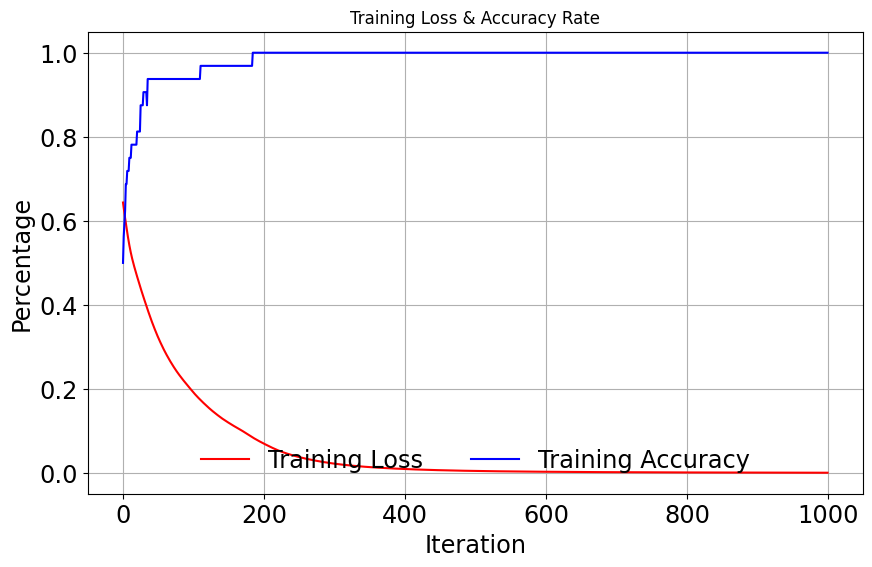 Training Loss & Accuracy Rate
1.0
0.8
0.6
0.4
0.2
0.0
Percentage
Training Loss
Training Accuracy
0 200 400 600 800 1000
Iteration